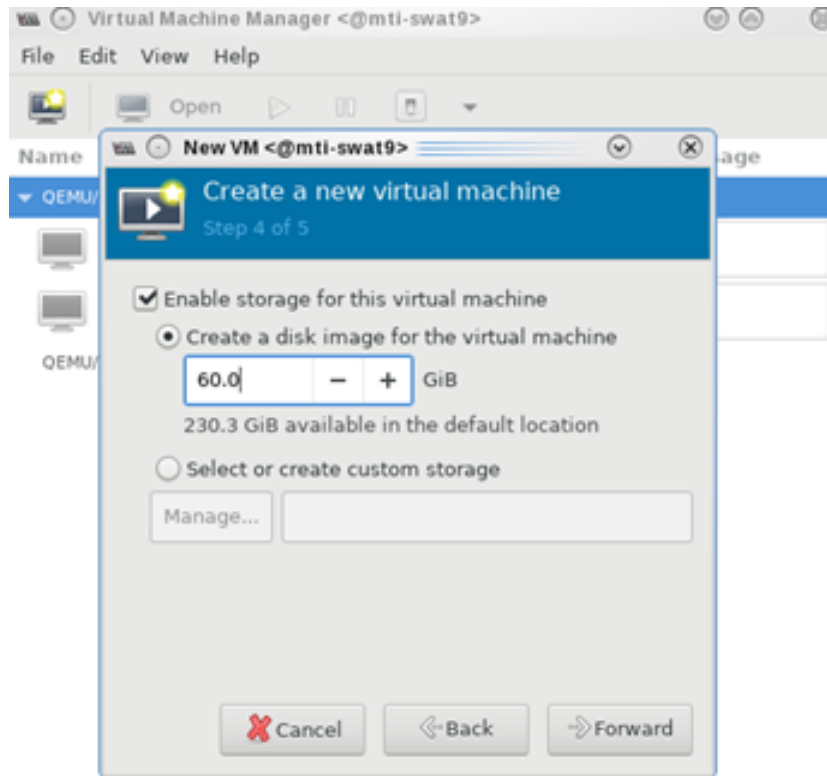 Virtual Machine Manager <@mti-swat9>
File Edit View Help
Open
Name
age
New VM <@mti-swat9>
QEMU/
Create a new virtual machine
Step 4 of 5
Enable storage for this virtual machine
Create a disk image for the virtual machine
QEMU/
60.0 − + GiB
230.3 GiB available in the default location
Select or create custom storage
Manage...
Cancel Back Forward